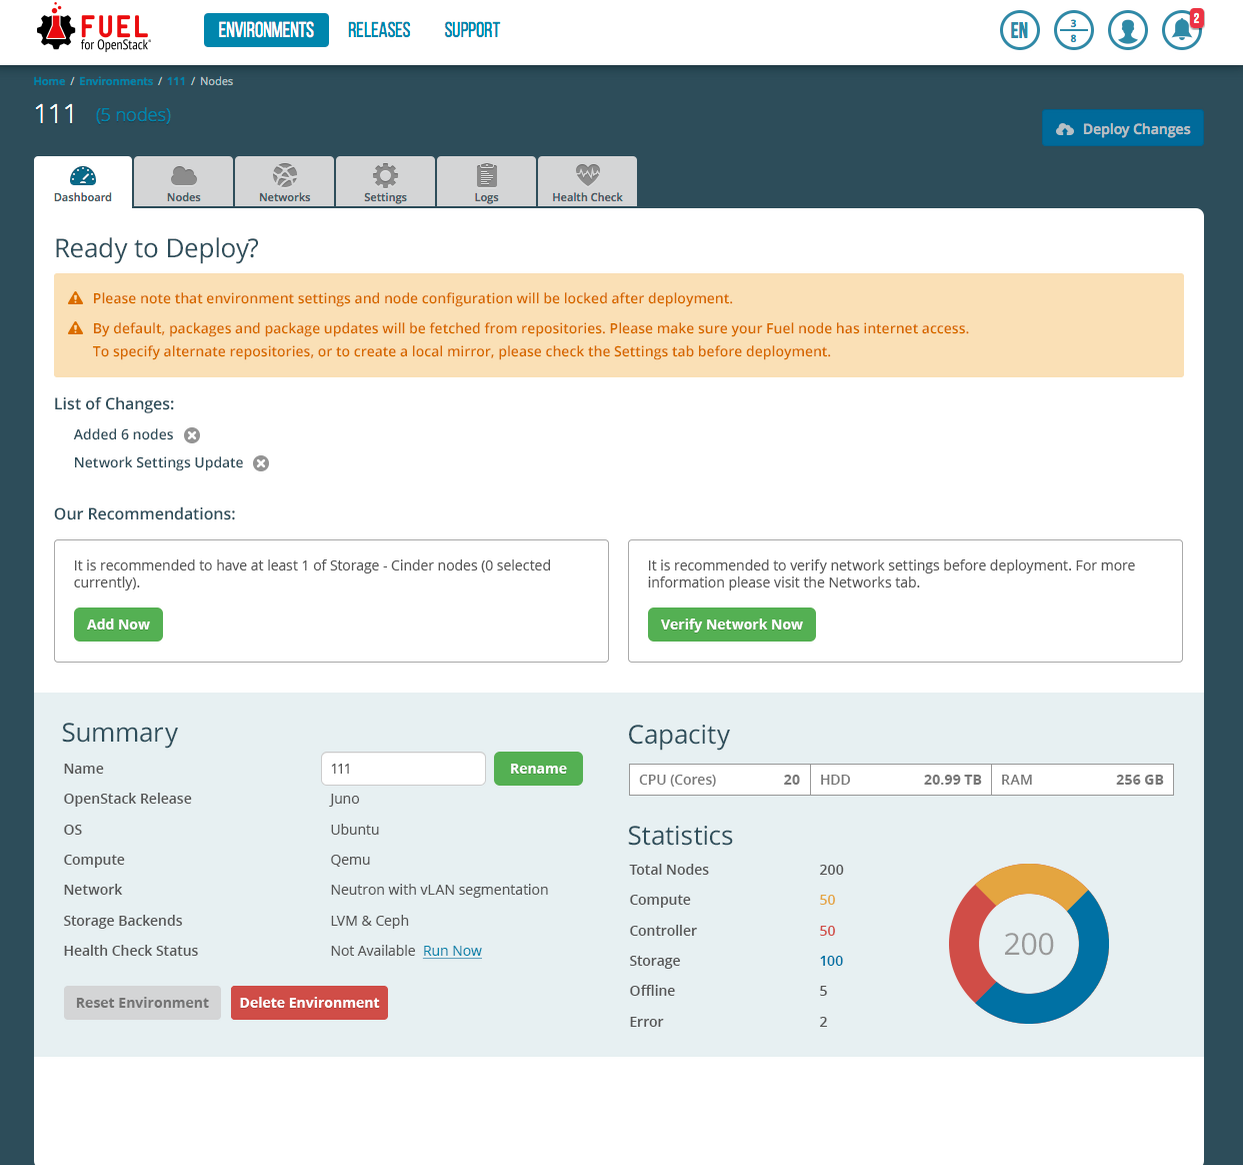 FUEL
for OpenStack
ENVIRONMENTS RELEASES SUPPORT
EN
3
8
2
Home / Environments / 111 / Nodes
111 (5 nodes)
Deploy Changes
Dashboard Nodes Networks Settings Logs Health Check
Ready to Deploy?
Please note that environment settings and node configuration will be locked after deployment.
By default, packages and package updates will be fetched from repositories. Please make sure your Fuel node has internet access.
To specify alternate repositories, or to create a local mirror, please check the Settings tab before deployment.
List of Changes:
Added 6 nodes
Network Settings Update
Our Recommendations:
It is recommended to have at least 1 of Storage - Cinder nodes (0 selected
currently).
Add Now
It is recommended to verify network settings before deployment. For more
information please visit the Networks tab.
Verify Network Now
Summary
Name 111 Rename
OpenStack Release Juno
OS Ubuntu
Compute Qemu
Network Neutron with vLAN segmentation
Storage Backends LVM & Ceph
Health Check Status Not Available Run Now
Reset Environment Delete Environment
Capacity
CPU (Cores) 20 HDD 20.99 TB RAM 256 GB
Statistics
Total Nodes 200
Compute 50
Controller 50
Storage 100
Offline 5
Error 2
200